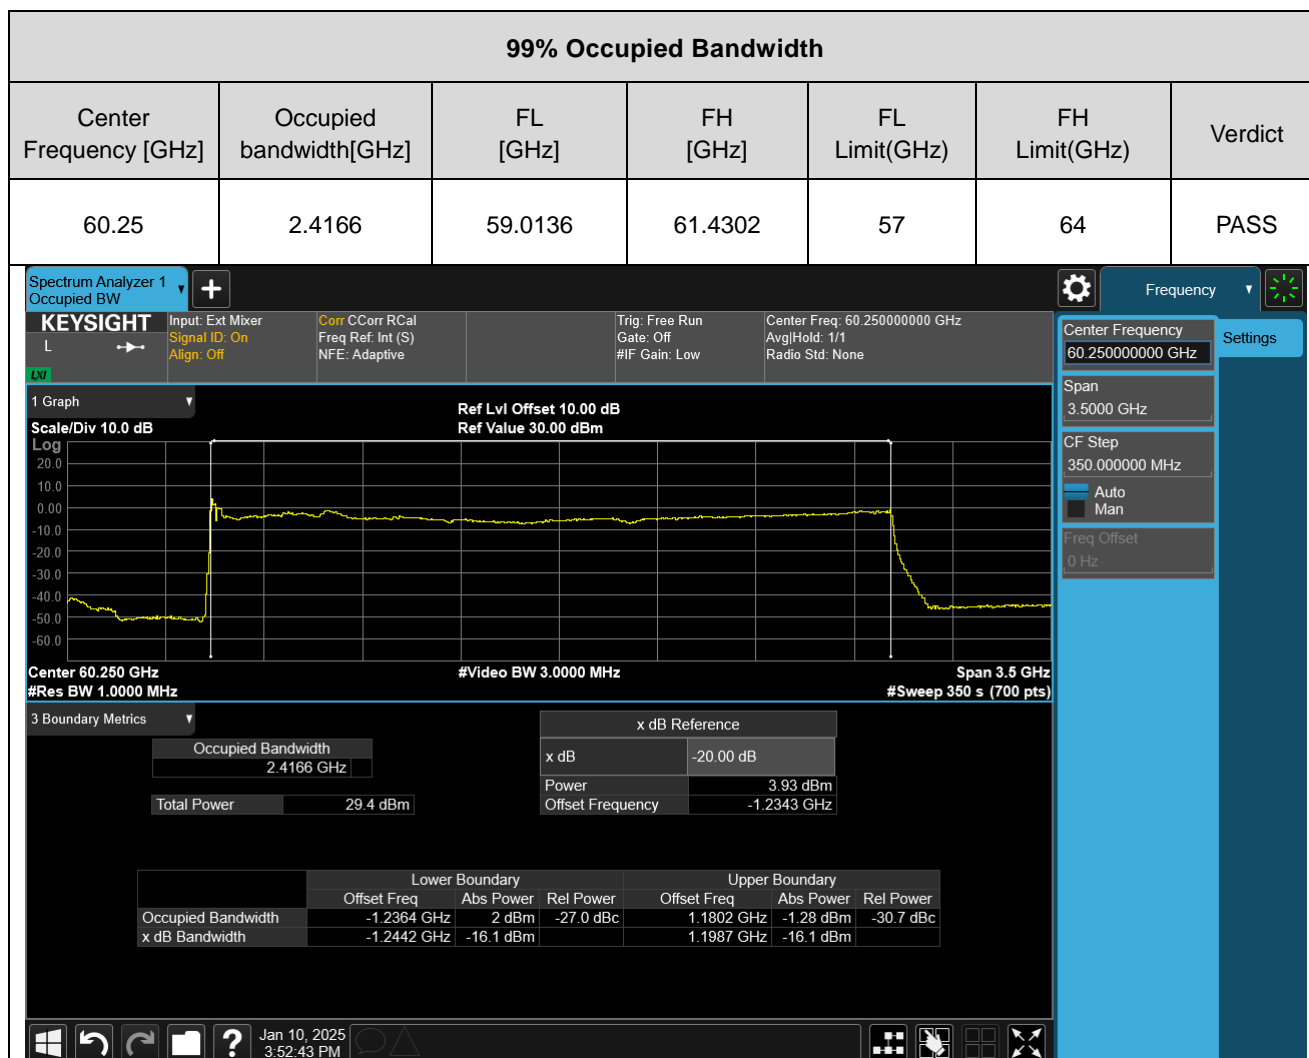 99% Occupied Bandwidth
Center Frequency [GHz] Occupied bandwidth[GHz] FL [GHz] FH [GHz] FL Limit(GHz) FH Limit(GHz) Verdict
60.25 2.4166 59.0136 61.4302 57 64 PASS
Spectrum Analyzer 1
Occupied BW
Frequency
KEYSIGHT Input: Ext Mixer Corr CCorr RCal Trig: Free Run Center Freq: 60.250000000 GHz
L Signal ID: On Freq Ref: Int (S) Gate: Off Avg|Hold: 1/1
Align: Off NFE: Adaptive #IF Gain: Low Radio Std: None
LXI
Center Frequency
60.250000000 GHz
Settings
Span
3.5000 GHz
CF Step
350.000000 MHz
Auto
Man
Freq Offset
0 Hz
1 Graph
Ref Lvl Offset 10.00 dB
Scale/Div 10.0 dB Ref Value 30.00 dBm
Log
20.0
10.0
0.00
-10.0
-20.0
-30.0
-40.0
-50.0
-60.0
Center 60.250 GHz #Video BW 3.0000 MHz Span 3.5 GHz
#Res BW 1.0000 MHz #Sweep 350 s (700 pts)
3 Boundary Metrics
Occupied Bandwidth
2.4166 GHz
Total Power 29.4 dBm
x dB Reference
x dB -20.00 dB
Power 3.93 dBm
Offset Frequency -1.2343 GHz
Lower Boundary Upper Boundary
Offset Freq Abs Power Rel Power Offset Freq Abs Power Rel Power
Occupied Bandwidth -1.2364 GHz 2 dBm -27.0 dBc 1.1802 GHz -1.28 dBm -30.7 dBc
x dB Bandwidth -1.2442 GHz -16.1 dBm 1.1987 GHz -16.1 dBm
? Jan 10, 2025
3:52:43 PM